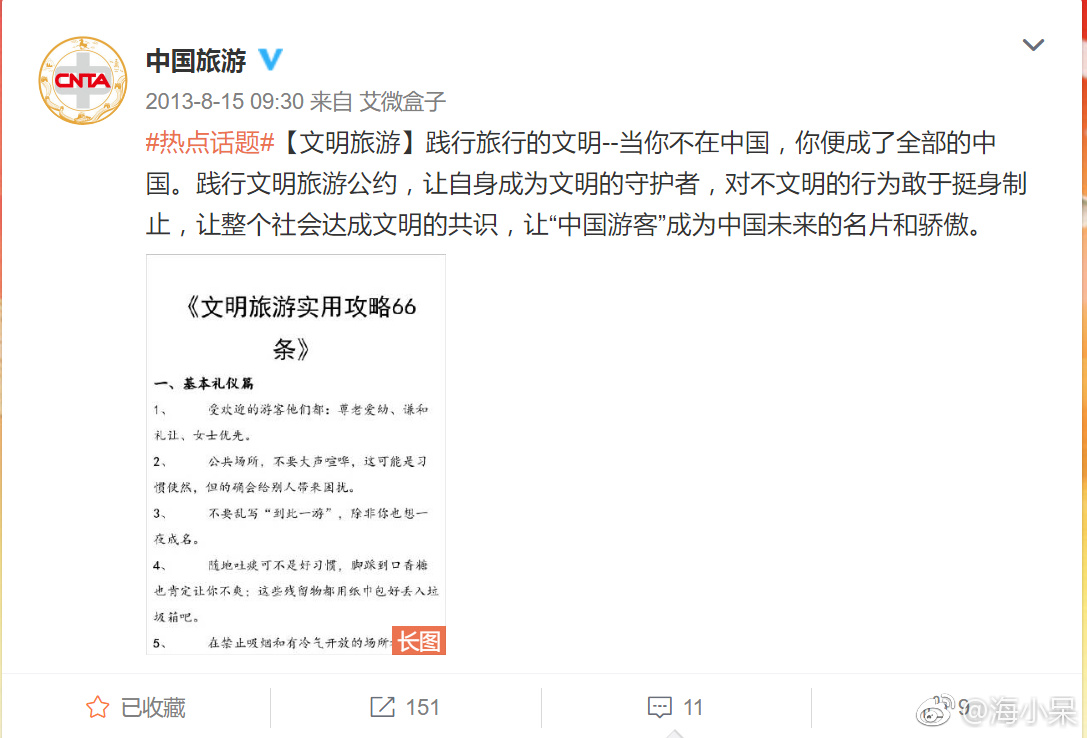 CNTA
中国旅游
2013-8-15 09:30 来自 艾微盒子
#热点话题#【文明旅游】践行旅行的文明--当你不在中国，你便成了全部的中
国。践行文明旅游公约，让自身成为文明的守护者，对不文明的行为敢于挺身制
止，让整个社会达成文明的共识，让“中国游客”成为中国未来的名片和骄傲。
《文明旅游实用攻略66
条》
一、基本礼仪篇
1、 受欢迎的游客他们都：尊老爱幼、谦和
礼让、女士优先。
2、 公共场所，不要大声喧哗，这可能是习
惯使然，但的确会给别人带来困扰。
3、 不要乱写“到此一游”，除非你也想一
夜成名。
4、 随地吐痰可不是好习惯，脚踩到口香糖
也肯定让你不爽；这些残留物都用纸巾包好丢入垃
圾箱吧。
5、 在禁止吸烟和有冷气开放的场所
长图
已收藏
151
11
9
@海小呆